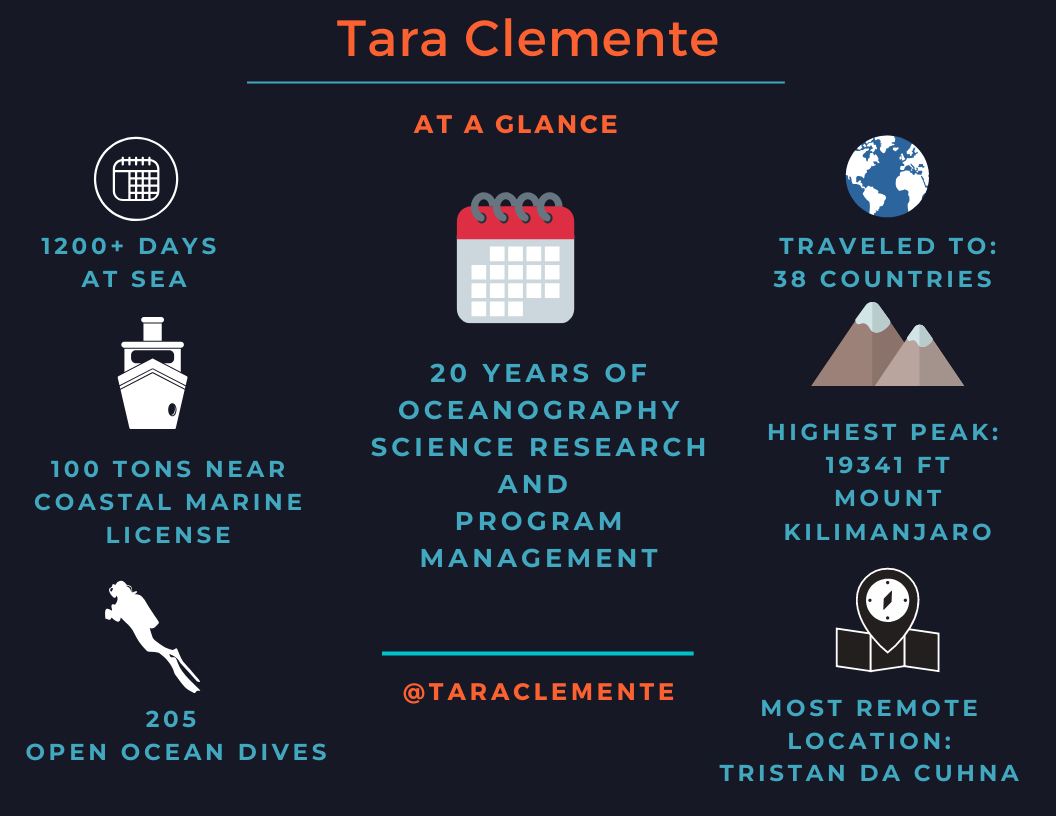 Tara Clemente
AT A GLANCE
1200+ DAYS
AT SEA
100 TONS NEAR
COASTAL MARINE
LICENSE
205
OPEN OCEAN DIVES
20 YEARS OF
OCEANOGRAPHY
SCIENCE RESEARCH
AND
PROGRAM
MANAGEMENT
@TARACLEMENTE
TRAVELED TO:
38 COUNTRIES
HIGHEST PEAK:
19341 FT
MOUNT
KILIMANJARO
MOST REMOTE
LOCATION:
TRISTAN DA CUHNA